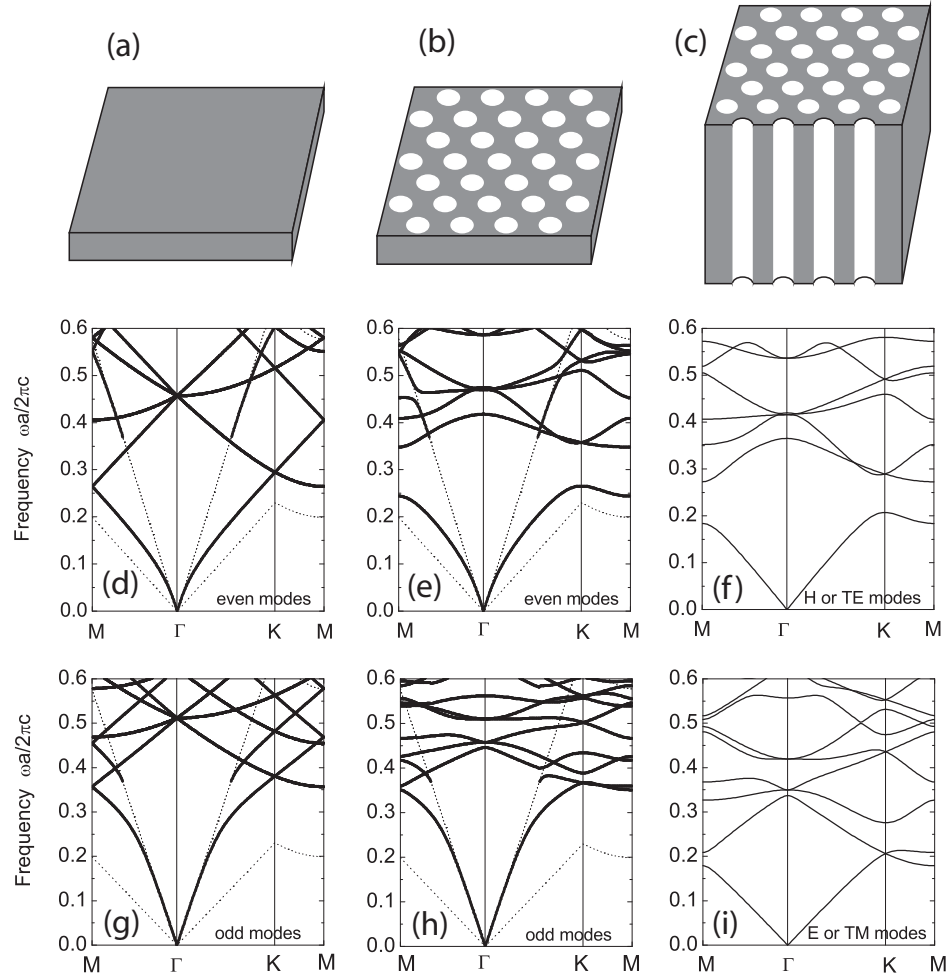 (a)
(b)
(c)
Frequency ωa/2πc
0.6
0.5
0.4
0.3
0.2
0.1
0.0
(d)
even modes
M
Γ
K
M
0.6
0.5
0.4
0.3
0.2
0.1
0.0
(e)
even modes
M
Γ
K
M
0.6
0.5
0.4
0.3
0.2
0.1
0.0
(f)
H or TE modes
M
Γ
K
M
Frequency ωa/2πc
0.6
0.5
0.4
0.3
0.2
0.1
0.0
(g)
odd modes
M
Γ
K
M
0.6
0.5
0.4
0.3
0.2
0.1
0.0
(h)
odd modes
M
Γ
K
M
0.6
0.5
0.4
0.3
0.2
0.1
0.0
(i)
E or TM modes
M
Γ
K
M